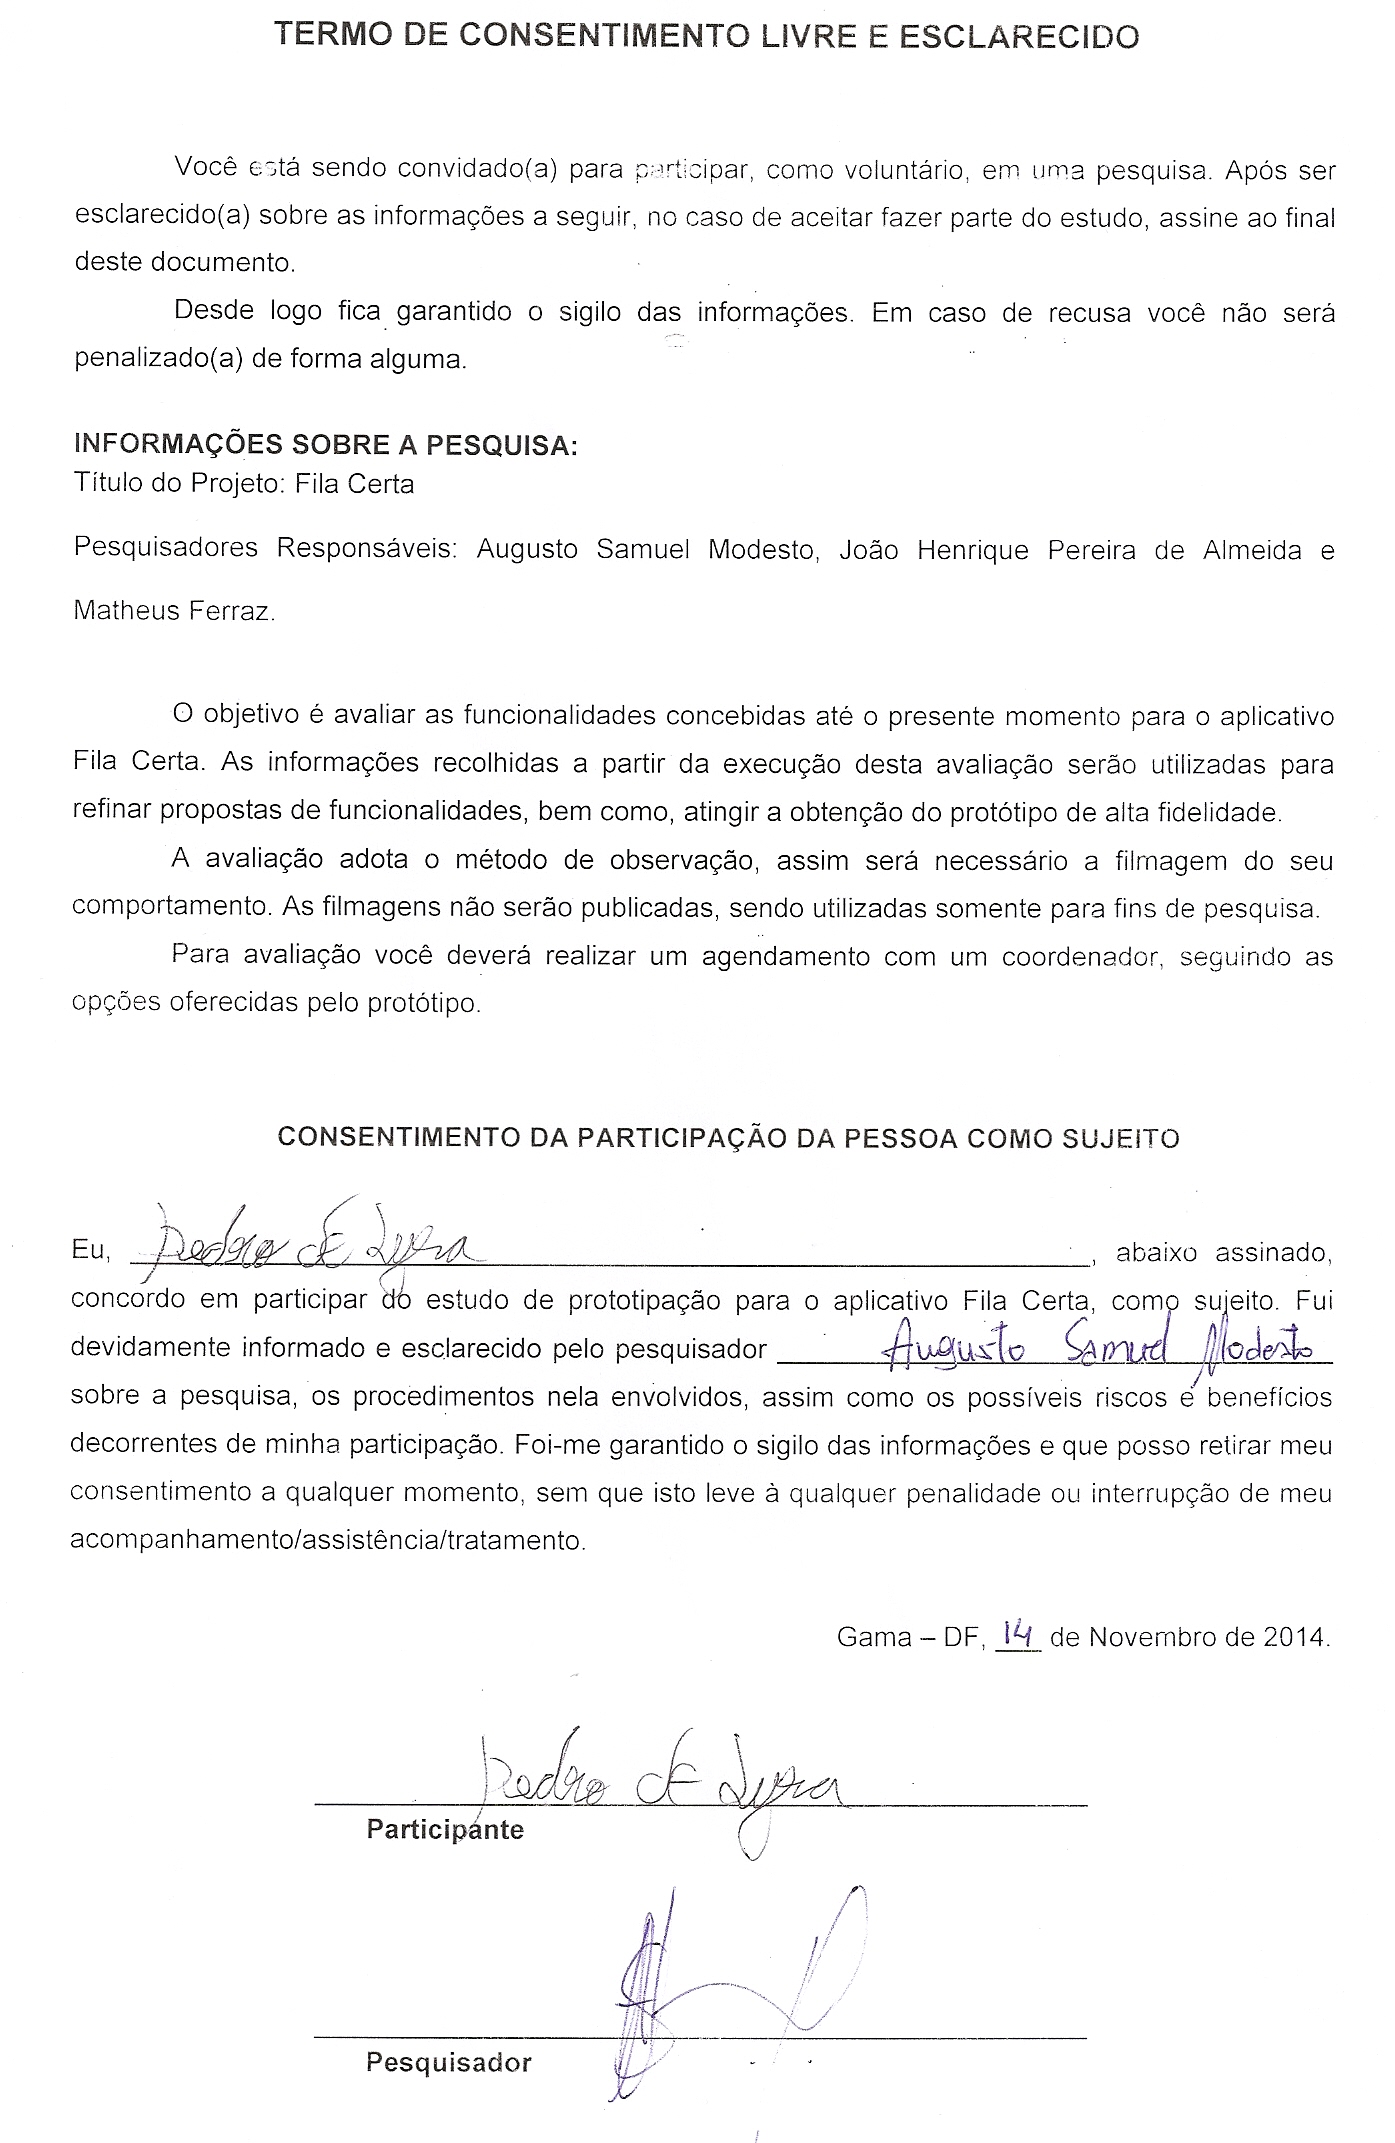 TERMO DE CONSENTIMENTO LIVRE E ESCLARECIDO
Você está sendo convidado(a) para participar, como voluntário, em uma pesquisa. Após ser
esclarecido(a) sobre as informações a seguir, no caso de aceitar fazer parte do estudo, assine ao final
deste documento.
Desde logo fica garantido o sigilo das informações. Em caso de recusa você não será
penalizado(a) de forma alguma.
INFORMAÇÕES SOBRE A PESQUISA:
Título do Projeto: Fila Certa
Pesquisadores Responsáveis: Augusto Samuel Modesto, João Henrique Pereira de Almeida e
Matheus Ferraz.
O objetivo é avaliar as funcionalidades concebidas até o presente momento para o aplicativo
Fila Certa. As informações recolhidas a partir da execução desta avaliação serão utilizadas para
refinar propostas de funcionalidades, bem como, atingir a obtenção do protótipo de alta fidelidade.
A avaliação adota o método de observação, assim será necessário a filmagem do seu
comportamento. As filmagens não serão publicadas, sendo utilizadas somente para fins de pesquisa.
Para avaliação você deverá realizar um agendamento com um coordenador, seguindo as
opções oferecidas pelo protótipo.
CONSENTIMENTO DA PARTICIPAÇÃO DA PESSOA COMO SUJEITO
Eu, Pedro de Lyra, abaixo assinado,
concordo em participar do estudo de prototipação para o aplicativo Fila Certa, como sujeito. Fui
devidamente informado e esclarecido pelo pesquisador Augusto Samuel Modesto
sobre a pesquisa, os procedimentos nela envolvidos, assim como os possíveis riscos e benefícios
decorrentes de minha participação. Foi-me garantido o sigilo das informações e que posso retirar meu
consentimento a qualquer momento, sem que isto leve à qualquer penalidade ou interrupção de meu
acompanhamento/assistência/tratamento.
Gama – DF, 14 de Novembro de 2014.
Pedro de Lyra
Participante
Pesquisador